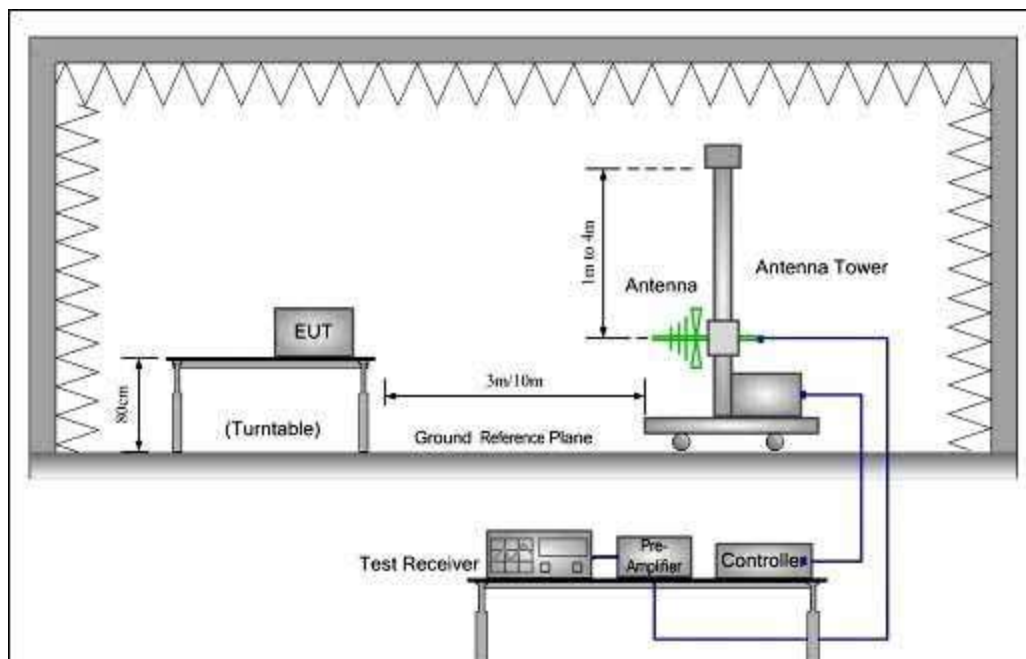 1m to 4m
Antenna Tower
Antenna
EUT
3m/10m
80cm
(Turntable)
Ground Reference Plane
Test Receiver
Pre-
Amplifier
Controller